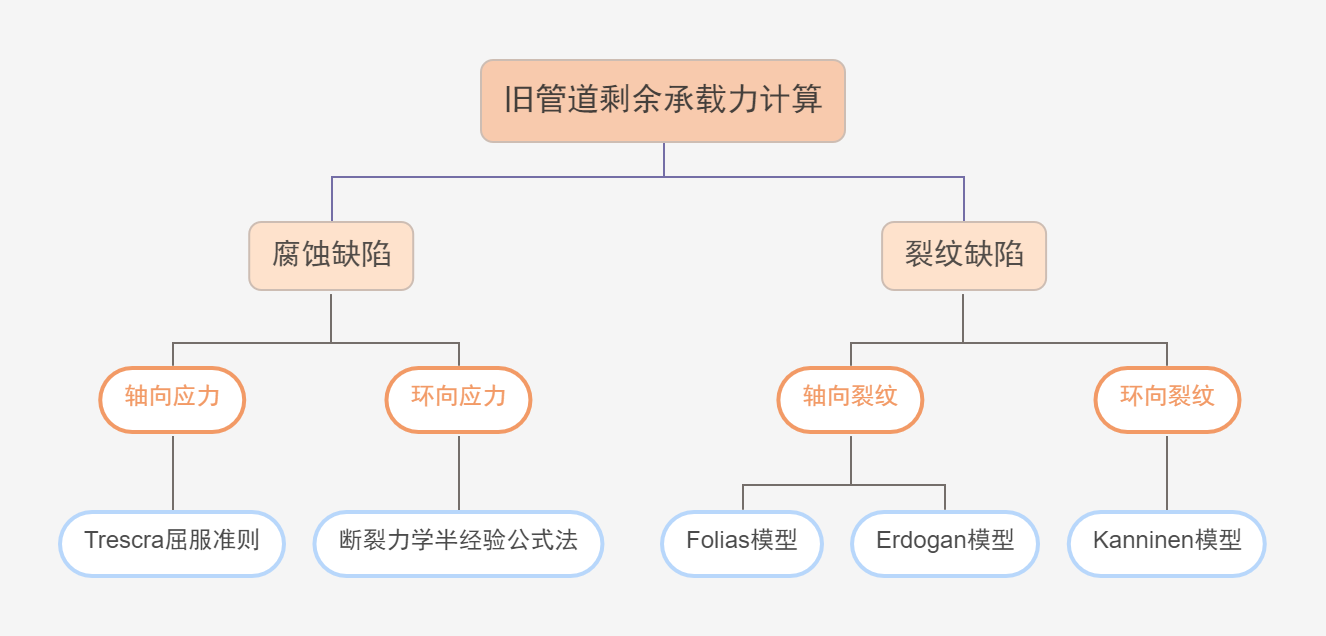 旧管道剩余承载力计算
腐蚀缺陷
裂纹缺陷
轴向应力
环向应力
轴向裂纹
环向裂纹
Trescra屈服准则
断裂力学半经验公式法
Folias模型
Erdogan模型
Kanninen模型